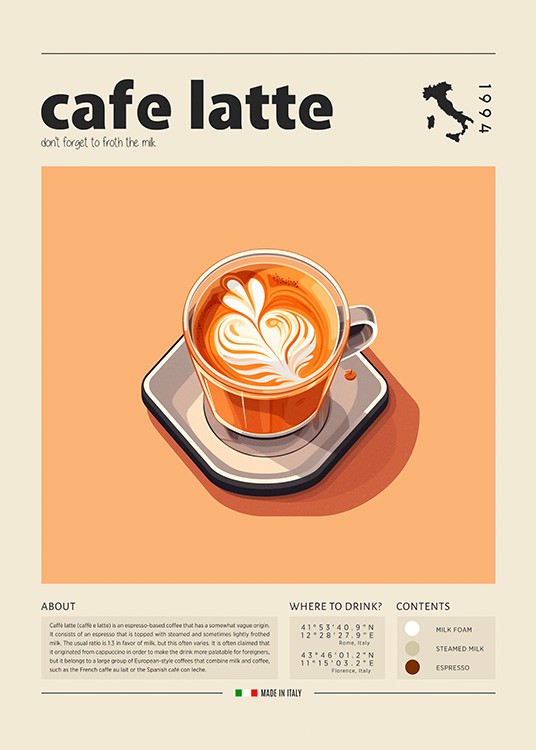 cafe latte
don't forget to froth the milk.
1994
ABOUT
Caffè latte (caffè e latte) is an espresso-based coffee that has a somewhat vague origin.
It consists of an espresso that is topped with steamed and sometimes lightly frothed
milk. The usual ratio is 1:3 in favor of milk, but this often varies. It is often claimed that
it originated from cappuccino in order to make the drink more palatable for foreigners,
but it belongs to a large group of European-style coffees that combine milk and coffee,
such as the French caffe au lait or the Spanish café con leche.
WHERE TO DRINK?
41°53'40.9"N
12°28'27.9"E
Rome, Italy
43°46'01.2"N
11°15'03.2"E
Florence, Italy
CONTENTS
MILK FOAM
STEAMED MILK
ESPRESSO
MADE IN ITALY